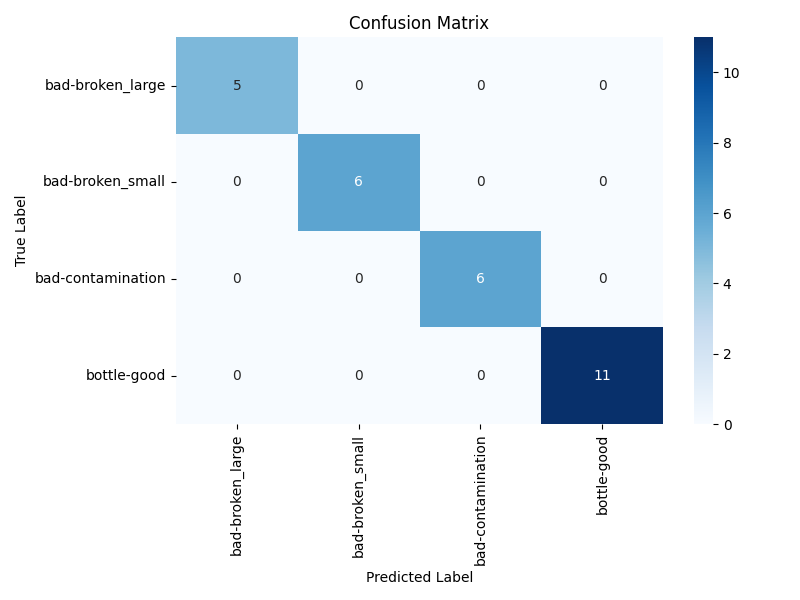 Confusion Matrix
True Label
bad-broken_large 5 0 0 0
bad-broken_small 0 6 0 0
bad-contamination 0 0 6 0
bottle-good 0 0 0 11
bad-broken_large
bad-broken_small
bad-contamination
bottle-good
Predicted Label
10
8
6
4
2
0